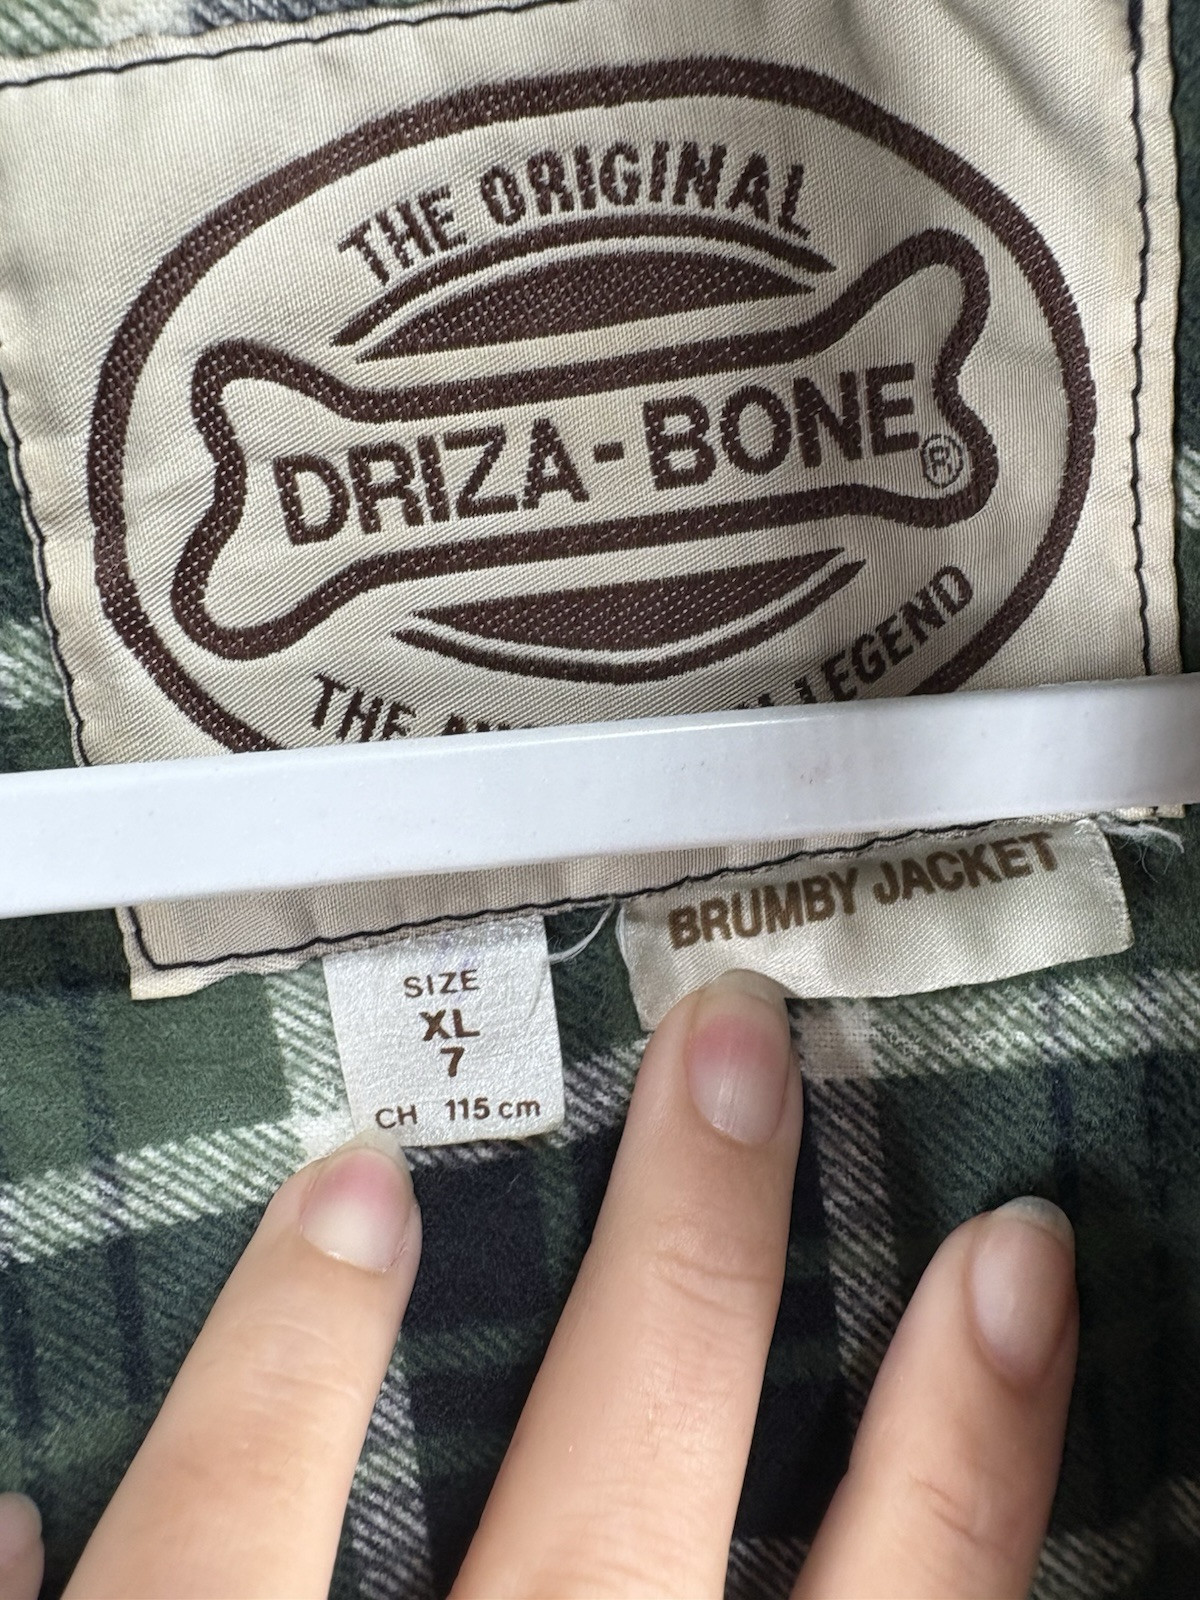 THE ORIGINAL
DRIZA-BONE®
THE LEGEND
BRUMBY JACKET
SIZE
XL
7
CH 115 cm